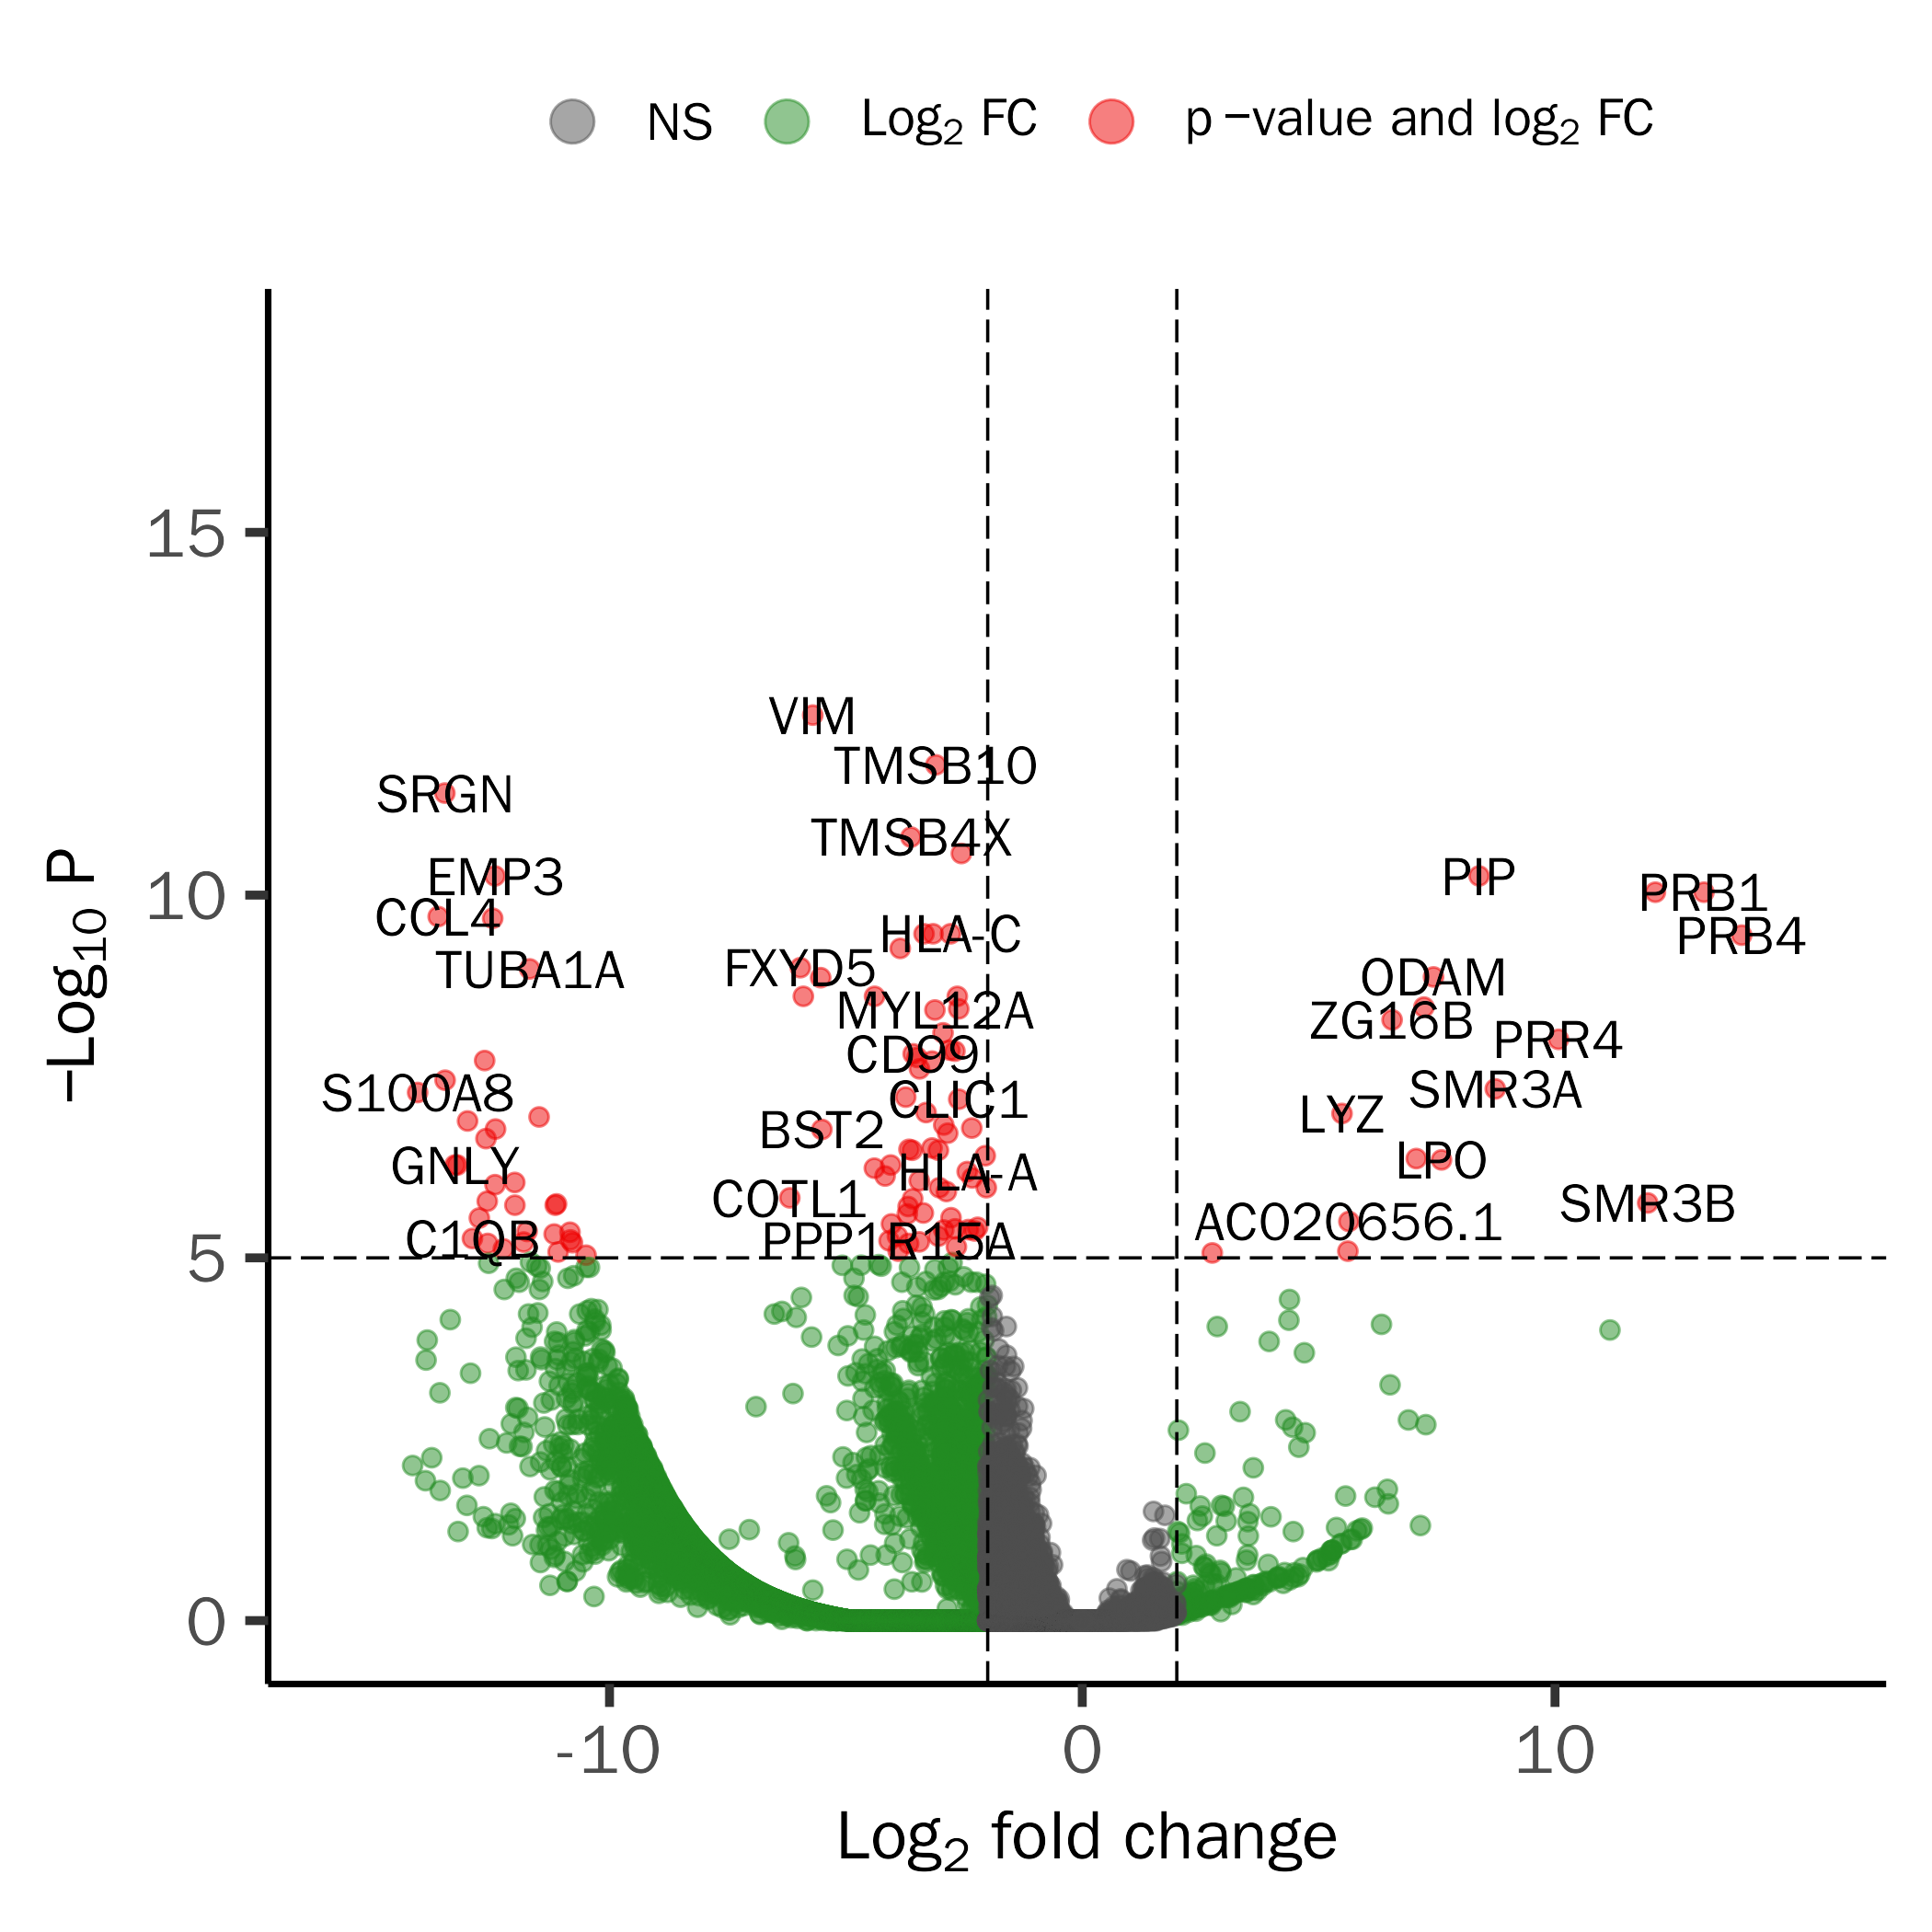 NS Log2 FC p −value and log2 FC
−Log10 P
15
10
5
0
VIM
TMSB10
SRGN
TMSB4X
EMP3
PIP
PRB1
CCL4
HLA-C
PRB4
TUBA1A
FXYD5
ODAM
MYL12A
ZG16B
PRR4
CD99
S100A8
CLIC1
SMR3A
LYZ
BST2
GNLY
HLA-A
LPO
COTL1
SMR3B
C1QB
PPP1R15A
AC020656.1
-10 0 10
Log2 fold change